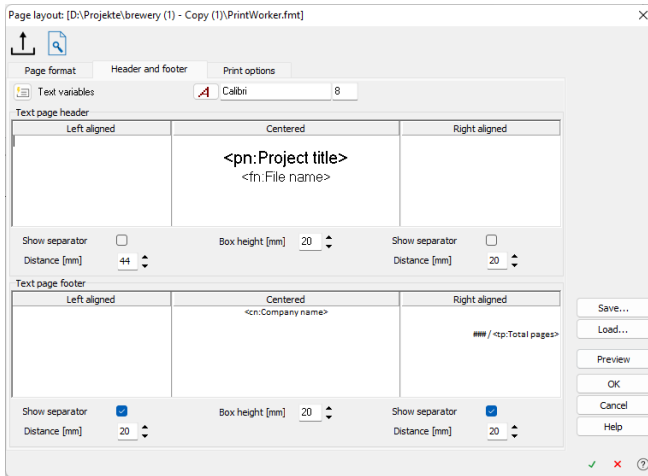 Page layout: [D:\Projekte\brewery (1) - Copy (1)\PrintWorker.fmt]
Page format
Header and footer
Print options
Text variables
A
Calibri
8
Text page header
Left aligned
Centered
Right aligned
<pn:Project title>
<fn:File name>
Show separator
Box height [mm]
20
Show separator
Distance [mm]
44
Distance [mm]
20
Text page footer
Left aligned
Centered
Right aligned
<cn:Company name>
###/ <tp:Total pages>
Show separator
Box height [mm]
20
Show separator
Distance [mm]
20
Distance [mm]
20
Save...
Load...
Preview
OK
Cancel
Help